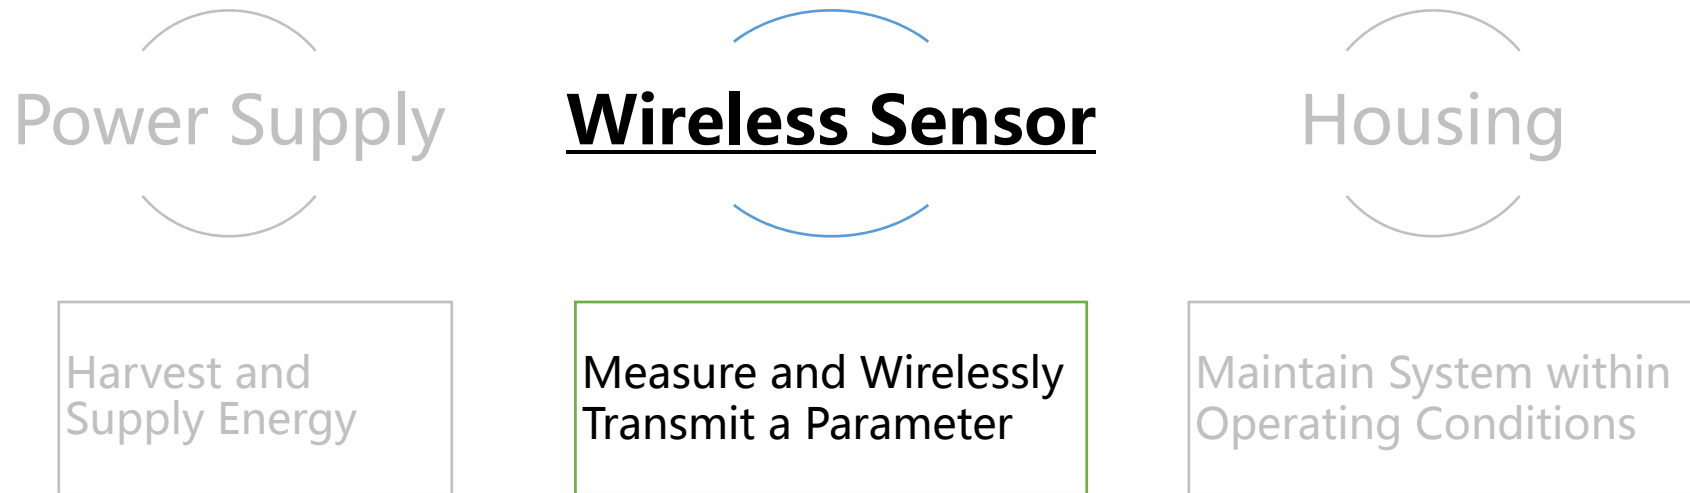 Power Supply
Wireless Sensor
Housing
Harvest and
Supply Energy
Measure and Wirelessly
Transmit a Parameter
Maintain System within
Operating Conditions